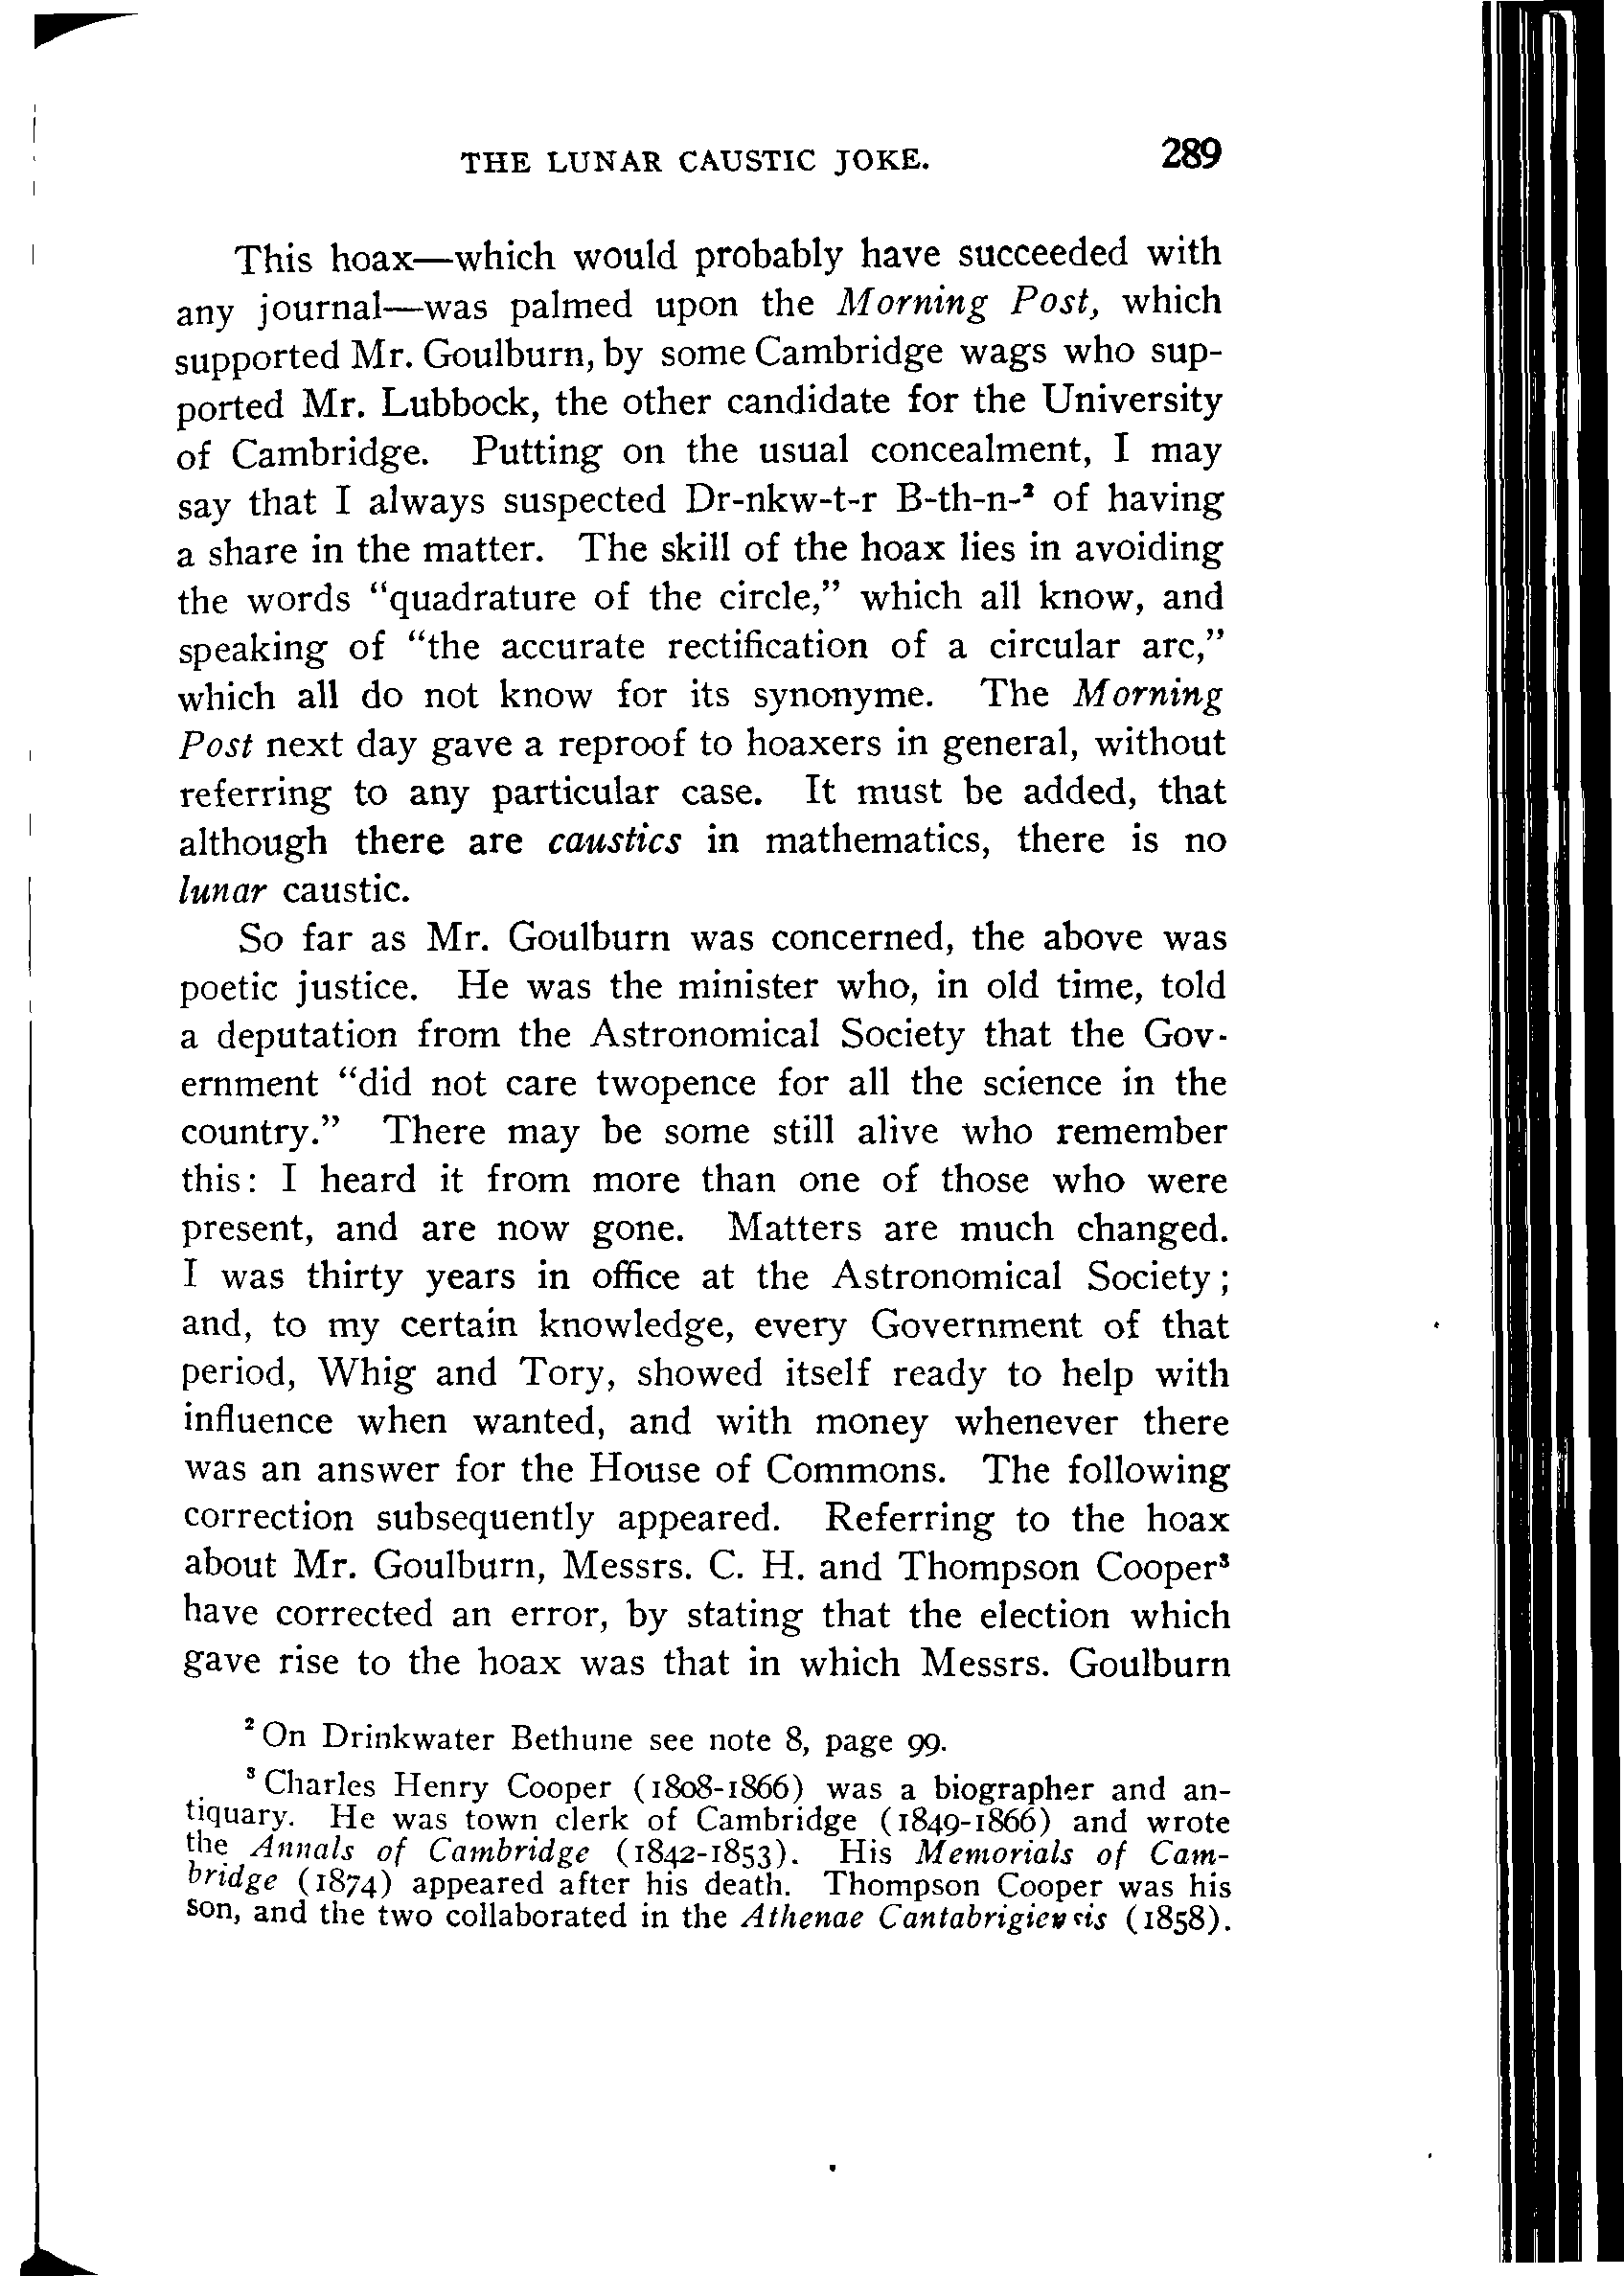 THE LUNAR CAUSTIC JOKE. 289
This hoax—which would probably have succeeded with
any journal—was palmed upon the Morning Post, which
supported Mr. Goulburn, by some Cambridge wags who sup-
ported Mr. Lubbock, the other candidate for the University
of Cambridge. Putting on the usual concealment, I may
say that I always suspected Dr-nkw-t-r B-th-n-² of having
a share in the matter. The skill of the hoax lies in avoiding
the words “quadrature of the circle,” which all know, and
speaking of “the accurate rectification of a circular arc,”
which all do not know for its synonyme. The Morning
Post next day gave a reproof to hoaxers in general, without
referring to any particular case. It must be added, that
although there are caustics in mathematics, there is no
lunar caustic.
So far as Mr. Goulburn was concerned, the above was
poetic justice. He was the minister who, in old time, told
a deputation from the Astronomical Society that the Gov-
ernment “did not care twopence for all the science in the
country.” There may be some still alive who remember
this: I heard it from more than one of those who were
present, and are now gone. Matters are much changed.
I was thirty years in office at the Astronomical Society;
and, to my certain knowledge, every Government of that
period, Whig and Tory, showed itself ready to help with
influence when wanted, and with money whenever there
was an answer for the House of Commons. The following
correction subsequently appeared. Referring to the hoax
about Mr. Goulburn, Messrs. C. H. and Thompson Cooper³
have corrected an error, by stating that the election which
gave rise to the hoax was that in which Messrs. Goulburn
² On Drinkwater Bethune see note 8, page 99.
³ Charles Henry Cooper (1808-1866) was a biographer and an-
tiquary. He was town clerk of Cambridge (1849-1866) and wrote
the Annals of Cambridge (1842-1853). His Memorials of Cam-
bridge (1874) appeared after his death. Thompson Cooper was his
son, and the two collaborated in the Athenae Cantabrigiensis (1858).